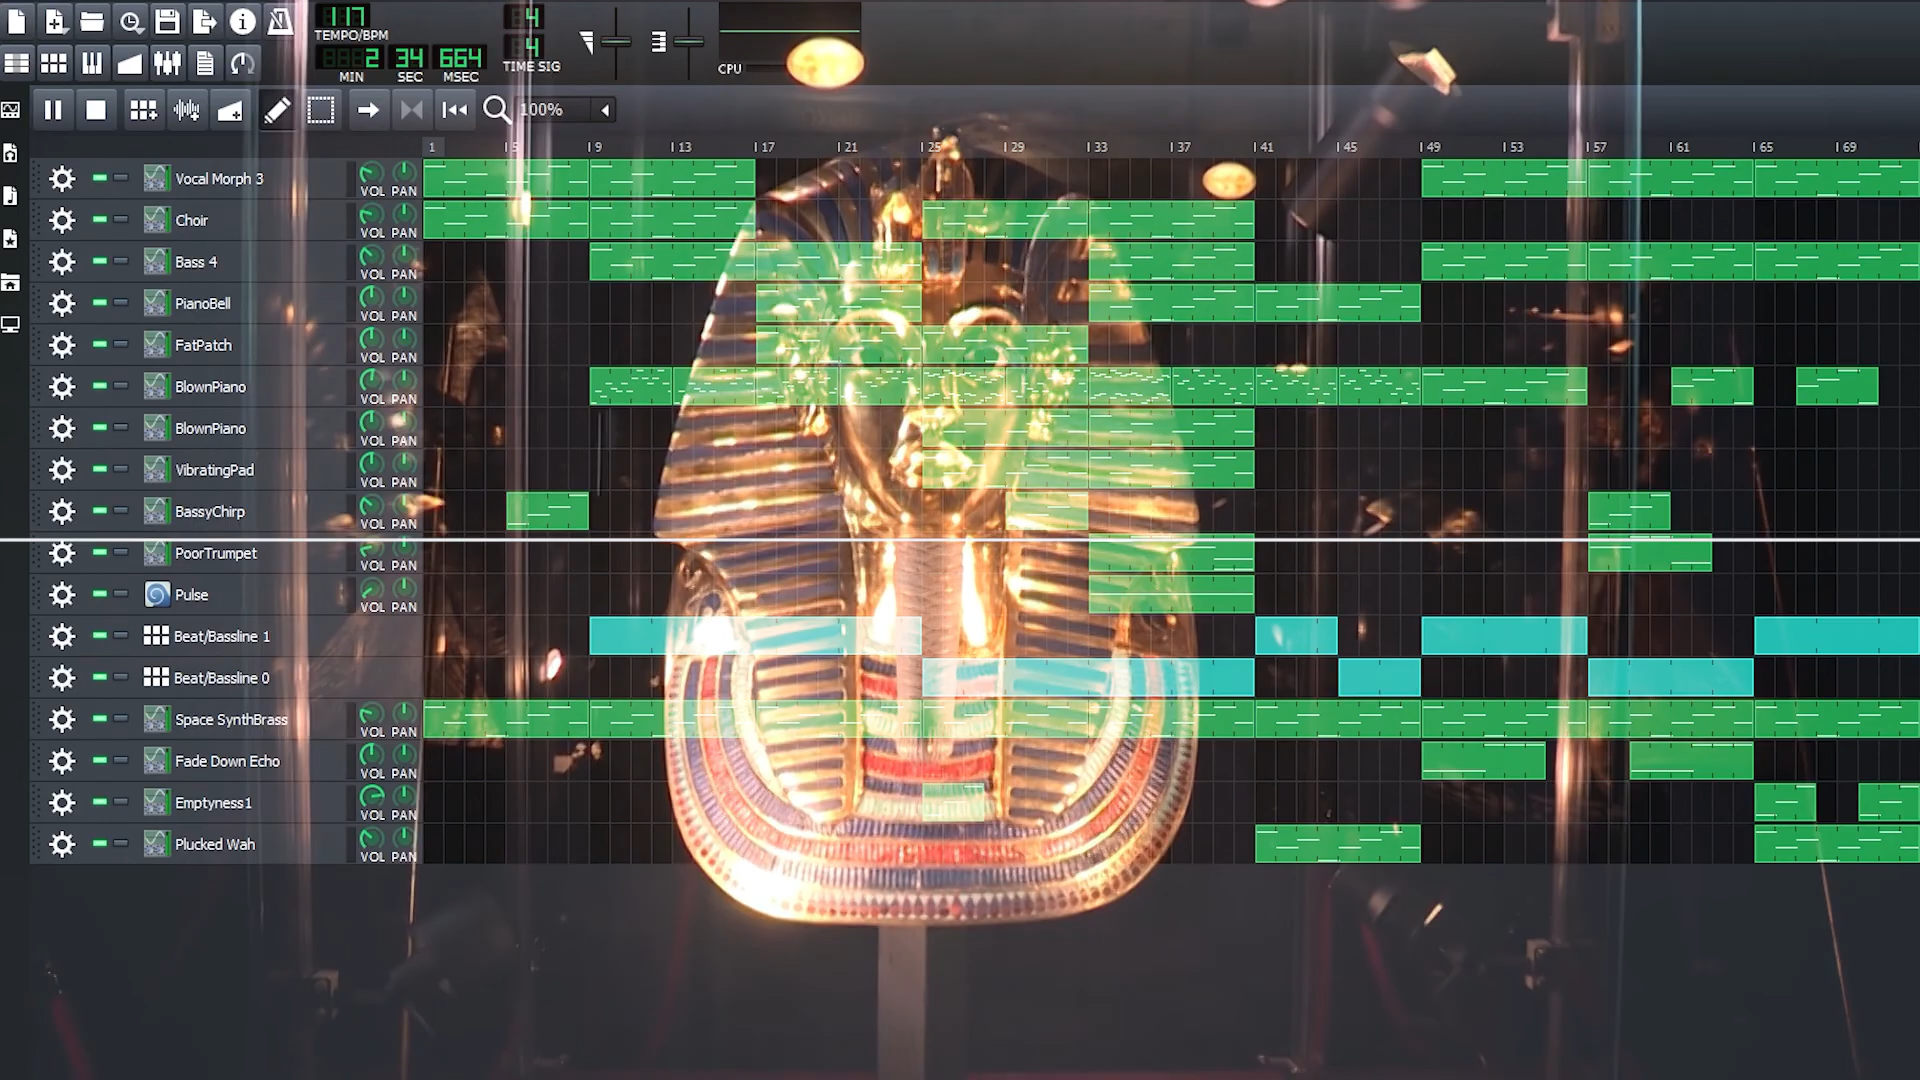 117
TEMPO/BPM
2 34 664
MIN SEC MSEC
4
4
TIME SIG
CPU
100%
1 5 9 13 17 21 25 29 33 37 41 45 49 53 57 61 65 69
Vocal Morph 3 VOL PAN
Choir VOL PAN
Bass 4 VOL PAN
PianoBell VOL PAN
FatPatch VOL PAN
BlownPiano VOL PAN
BlownPiano VOL PAN
VibratingPad VOL PAN
BassyChirp VOL PAN
PoorTrumpet VOL PAN
Pulse VOL PAN
Beat/Bassline 1
Beat/Bassline 0
Space SynthBrass VOL PAN
Fade Down Echo VOL PAN
Emptyness1 VOL PAN
Plucked Wah VOL PAN